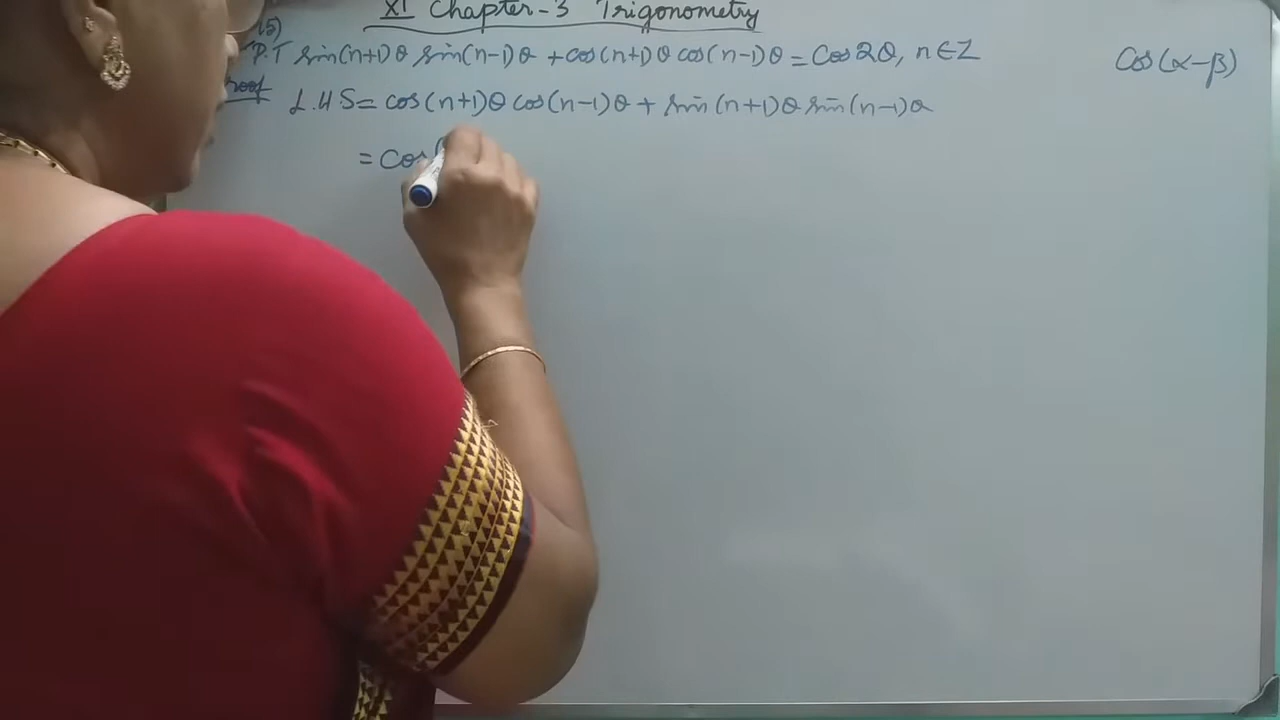 XI Chapter-3 Trigonometry
15)
P.T sin(n+1)θ sin(n-1)θ + cos(n+1)θ cos(n-1)θ = Cos2θ, n∈Z
Cos(α-β)
L.H.S = cos(n+1)θ cos(n-1)θ + sin(n+1)θ sin(n-1)θ
= cos(